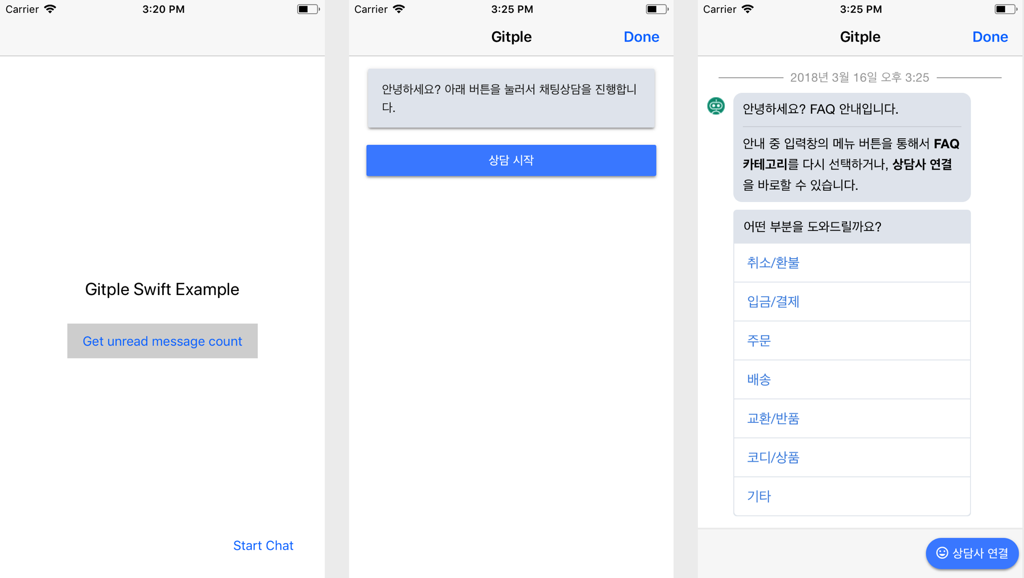 Carrier
3:20 PM
Gitple Swift Example
Get unread message count
Start Chat
Carrier
3:25 PM
Gitple
Done
안녕하세요? 아래 버튼을 눌러서 채팅상담을 진행합니
다.
상담 시작
Carrier
3:25 PM
Gitple
Done
2018년 3월 16일 오후 3:25
안녕하세요? FAQ 안내입니다.
안내 중 입력창의 메뉴 버튼을 통해서 FAQ
카테고리를 다시 선택하거나, 상담사 연결
을 바로할 수 있습니다.
어떤 부분을 도와드릴까요?
취소/환불
입금/결제
주문
배송
교환/반품
코디/상품
기타
상담사 연결